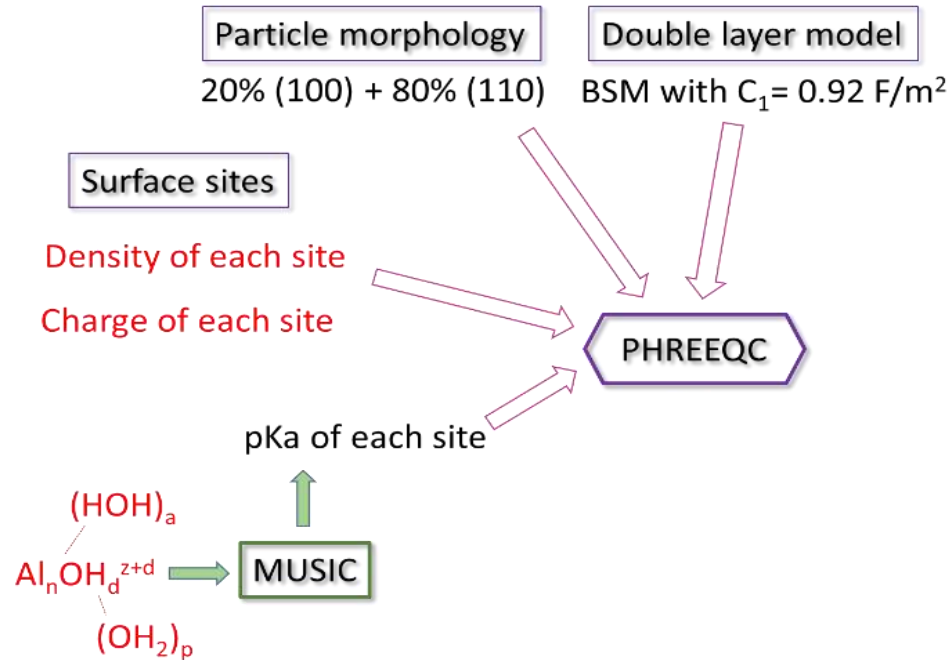 Particle morphology
Double layer model
20% (100) + 80% (110)
BSM with C₁= 0.92 F/m²
Surface sites
Density of each site
Charge of each site
PHREEQC
pKa of each site
(HOH)ₐ
AlₙOH_d^{z+d}
MUSIC
(OH₂)ₚ